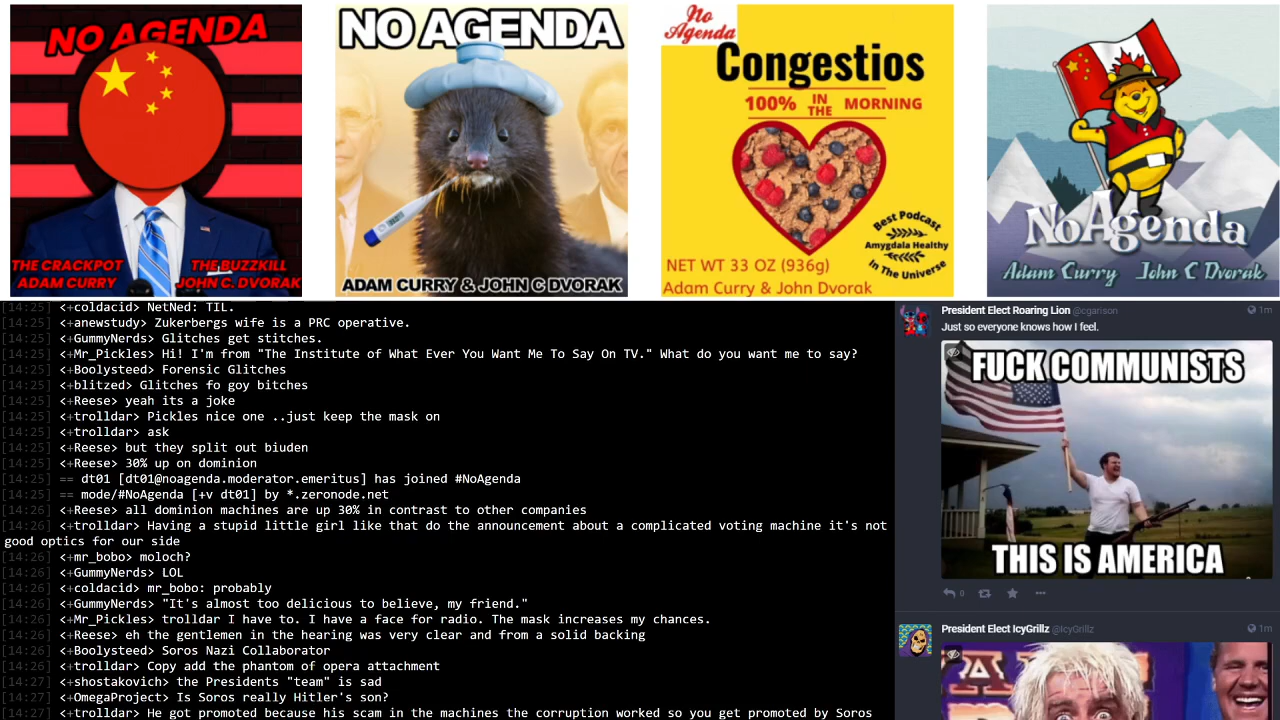 NO AGENDA
THE CRACKPOT
ADAM CURRY
THE BUZZKILL
JOHN C. DVORAK
NO AGENDA
ADAM CURRY & JOHN C DVORAK
No
Agenda
Congestios
100% IN THE MORNING
Best Podcast
Amygdala Healthy
In The Universe
NET WT 33 OZ (936g)
Adam Curry & John Dvorak
NoAgenda
Adam Curry John C Dvorak
[14:25] <+coldacid> NetNed: TIL.
[14:25] <+anewstudy> Zukerbergs wife is a PRC operative.
[14:25] <+GummyNerds> Glitches get stitches.
[14:25] <+Mr_Pickles> Hi! I'm from "The Institute of What Ever You Want Me To Say On TV." What do you want me to say?
[14:25] <+Boolysteed> Forensic Glitches
[14:25] <+blitzed> Glitches fo goy bitches
[14:25] <+Reese> yeah its a joke
[14:25] <+trolldar> Pickles nice one ..just keep the mask on
[14:25] <+trolldar> ask
[14:25] <+Reese> but they split out biuden
[14:25] <+Reese> 30% up on dominion
[14:25] == dt01 [dt01@noagenda.moderator.emeritus] has joined #NoAgenda
[14:25] == mode/#NoAgenda [+v dt01] by *.zeronode.net
[14:26] <+Reese> all dominion machines are up 30% in contrast to other companies
[14:26] <+trolldar> Having a stupid little girl like that do the announcement about a complicated voting machine it's not
good optics for our side
[14:26] <+mr_bobo> moloch?
[14:26] <+GummyNerds> LOL
[14:26] <+coldacid> mr_bobo: probably
[14:26] <+GummyNerds> "It's almost too delicious to believe, my friend."
[14:26] <+Mr_Pickles> trolldar I have to. I have a face for radio. The mask increases my chances.
[14:26] <+Reese> eh the gentlemen in the hearing was very clear and from a solid backing
[14:26] <+Boolysteed> Soros Nazi Collaborator
[14:26] <+trolldar> Copy add the phantom of opera attachment
[14:27] <+shostakovich> the Presidents "team" is sad
[14:27] <+OmegaProject> Is Soros really Hitler's son?
[14:27] <+trolldar> He got promoted because his scam in the machines the corruption worked so you get promoted by Soros
President Elect Roaring Lion @cgarison 1m
Just so everyone knows how I feel.
FUCK COMMUNISTS
THIS IS AMERICA
0
President Elect IcyGrillz @IcyGrillz 1m